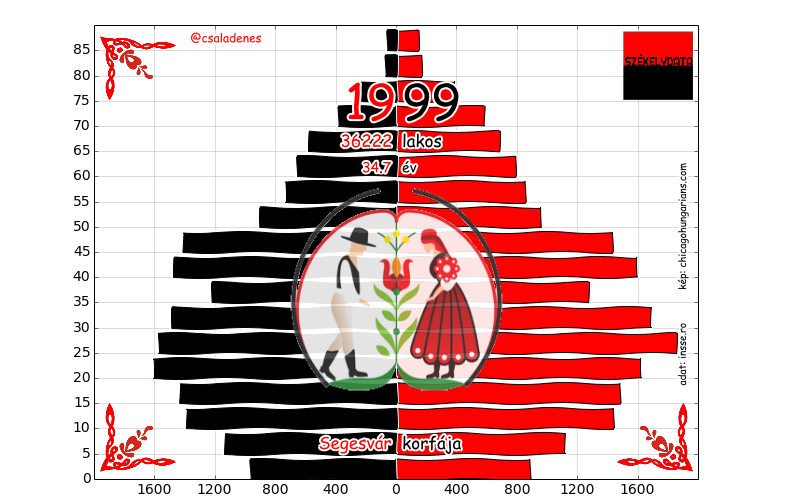 @csaladenes
SZÉKELYDATA
1999
36222 lakos
34.7 év
kép: chicagohungarians.com
adat: insse.ro
Segesvár korfája
85
80
75
70
65
60
55
50
45
40
35
30
25
20
15
10
5
0
1600 1200 800 400 0 400 800 1200 1600